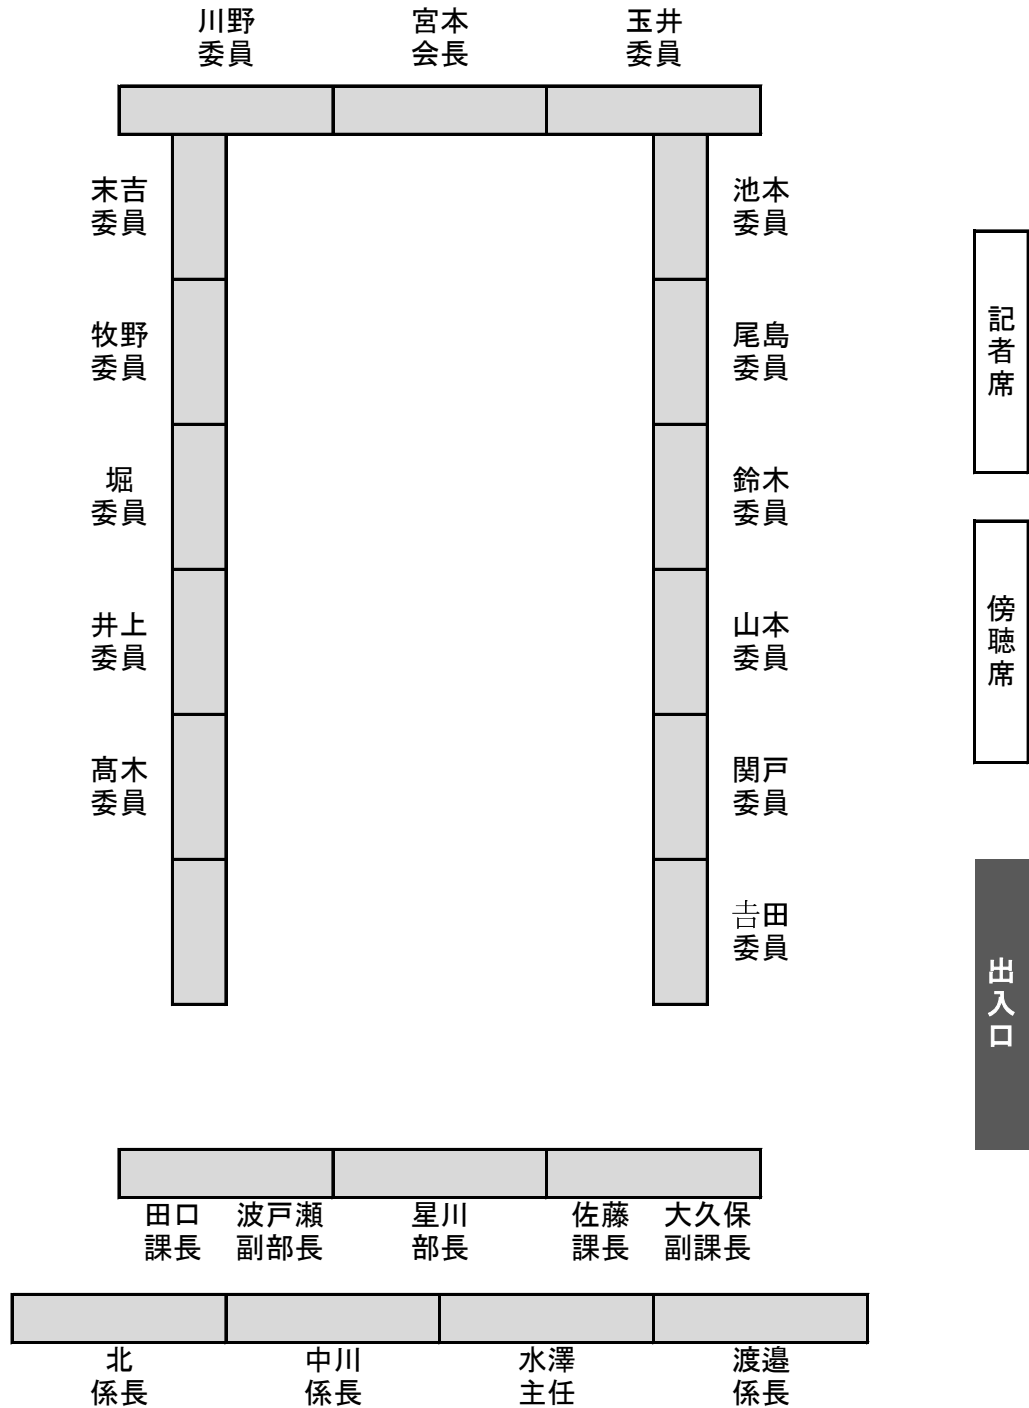 川野
委員
宮本
会長
玉井
委員
末吉
委員
池本
委員
牧野
委員
尾島
委員
記者席
堀
委員
鈴木
委員
井上
委員
山本
委員
傍聴席
髙木
委員
関戸
委員
𠮷田
委員
出入口
田口
課長
波戸瀬
副部長
星川
部長
佐藤
課長
大久保
副課長
北
係長
中川
係長
水澤
主任
渡邉
係長